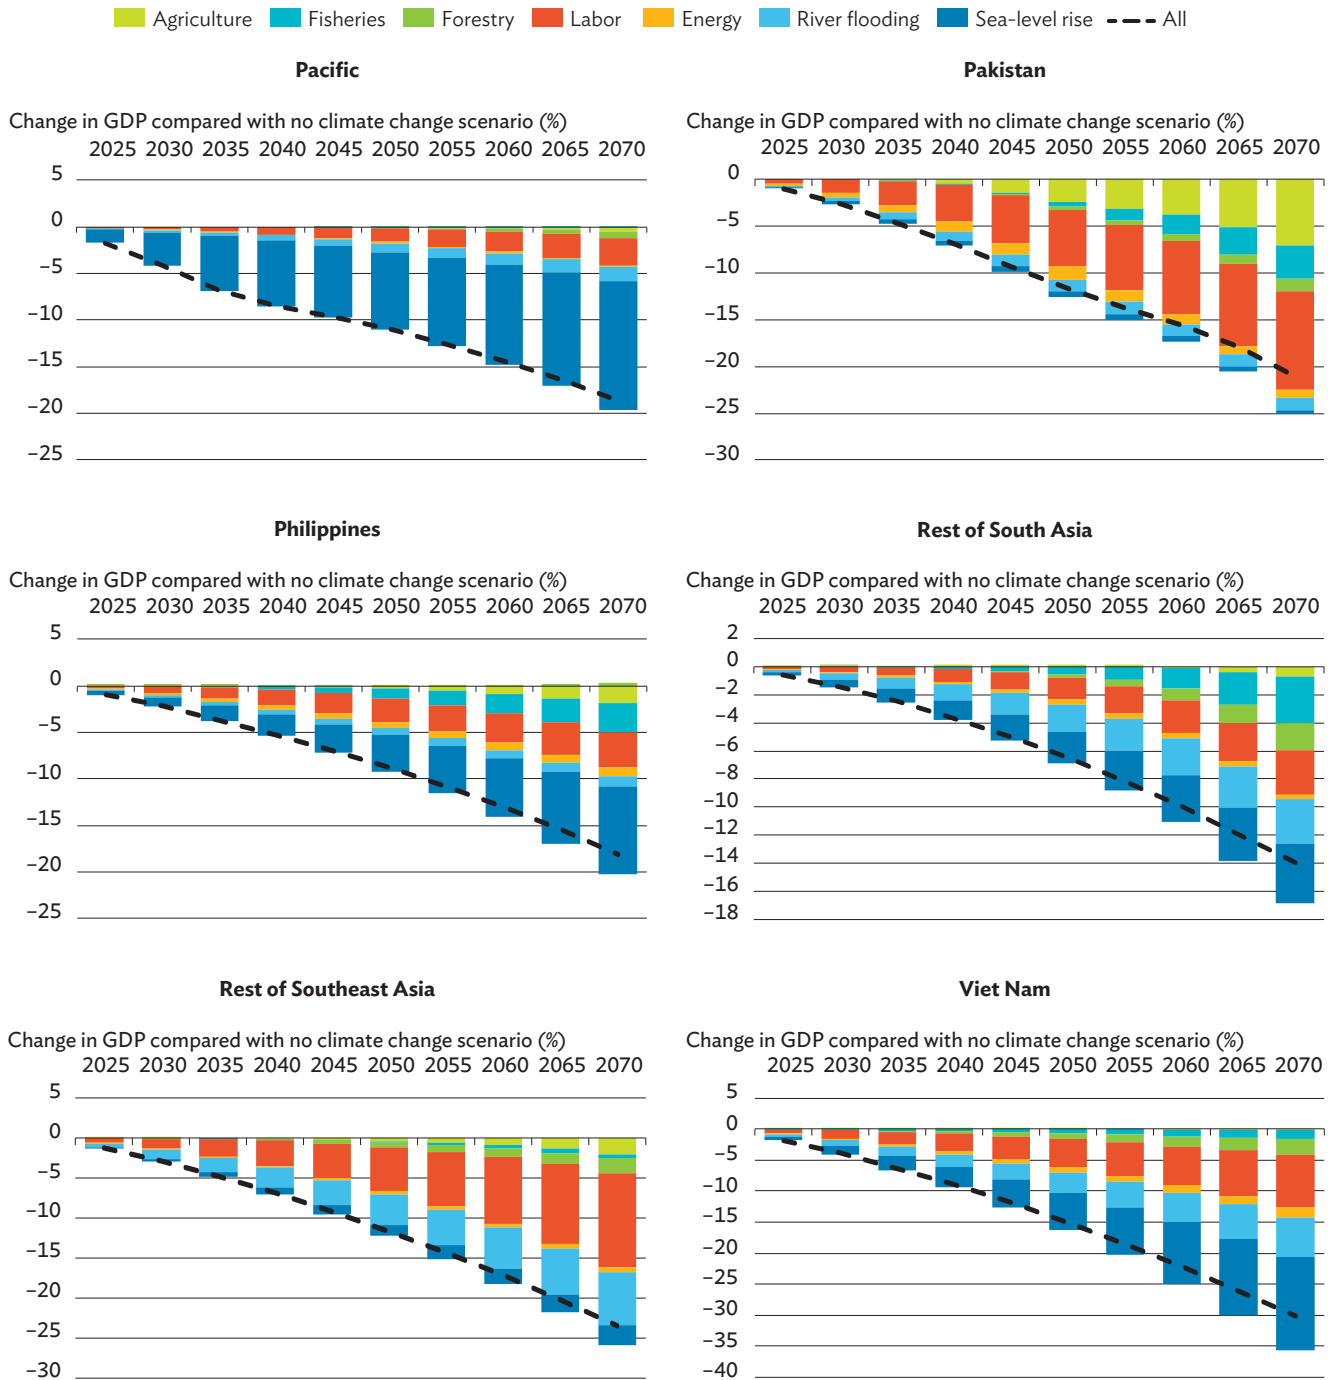 Agriculture Fisheries Forestry Labor Energy River flooding Sea-level rise All
Pacific
Change in GDP compared with no climate change scenario (%)
2025 2030 2035 2040 2045 2050 2055 2060 2065 2070
5
0
−5
−10
−15
−20
−25
Pakistan
Change in GDP compared with no climate change scenario (%)
2025 2030 2035 2040 2045 2050 2055 2060 2065 2070
0
−5
−10
−15
−20
−25
−30
Philippines
Change in GDP compared with no climate change scenario (%)
2025 2030 2035 2040 2045 2050 2055 2060 2065 2070
5
0
−5
−10
−15
−20
−25
Rest of South Asia
Change in GDP compared with no climate change scenario (%)
2025 2030 2035 2040 2045 2050 2055 2060 2065 2070
2
0
−2
−4
−6
−8
−10
−12
−14
−16
−18
Rest of Southeast Asia
Change in GDP compared with no climate change scenario (%)
2025 2030 2035 2040 2045 2050 2055 2060 2065 2070
5
0
−5
−10
−15
−20
−25
−30
Viet Nam
Change in GDP compared with no climate change scenario (%)
2025 2030 2035 2040 2045 2050 2055 2060 2065 2070
5
0
−5
−10
−15
−20
−25
−30
−35
−40